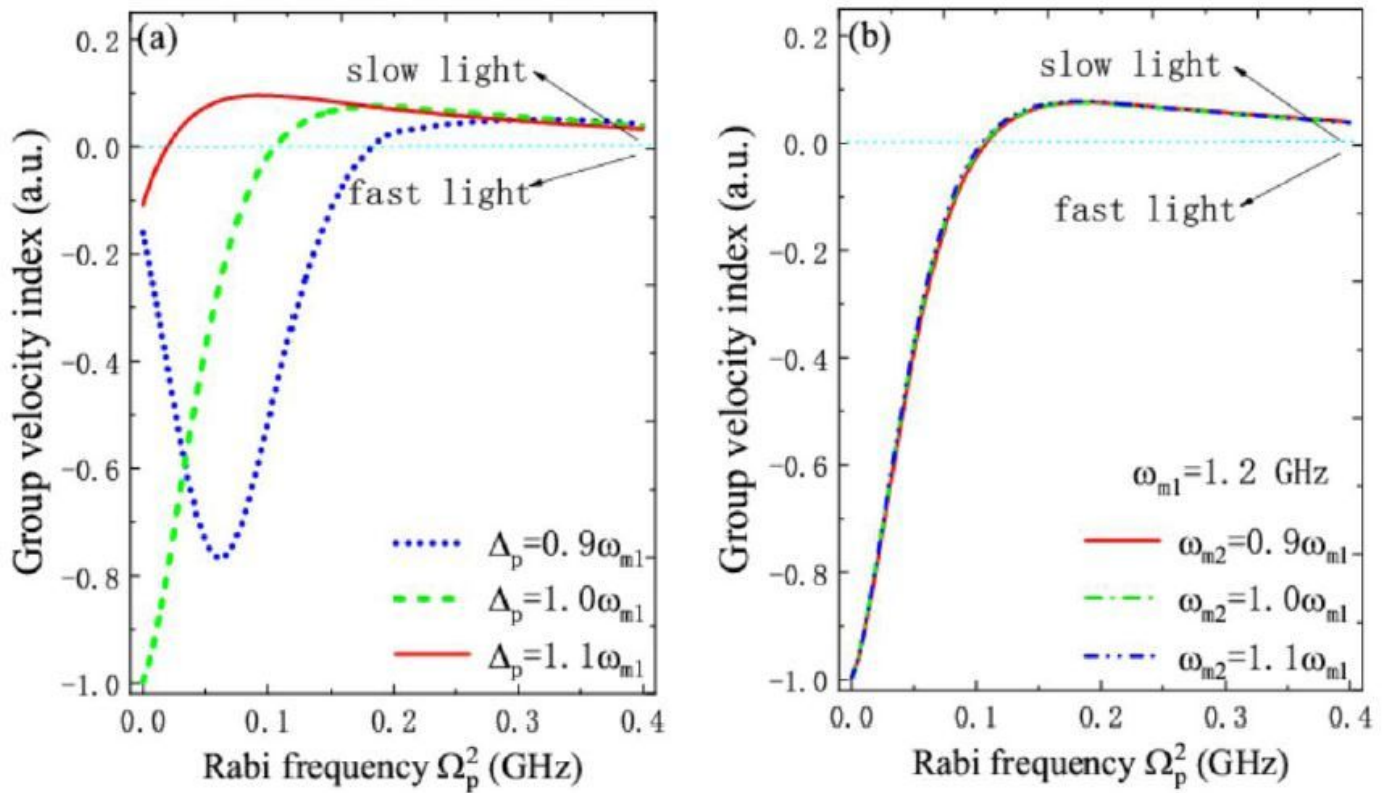 (a)
slow light
fast light
Group velocity index (a.u.)
0.2
0.0
-0.2
-0.4
-0.6
-0.8
-1.0
Δp=0.9ωm1
Δp=1.0ωm1
Δp=1.1ωm1
0.0 0.1 0.2 0.3 0.4
Rabi frequency Ωp² (GHz)
(b)
slow light
fast light
Group velocity index (a.u.)
0.2
0.0
-0.2
-0.4
-0.6
-0.8
-1.0
ωm1=1.2 GHz
ωm2=0.9ωm1
ωm2=1.0ωm1
ωm2=1.1ωm1
0.0 0.1 0.2 0.3 0.4
Rabi frequency Ωp² (GHz)